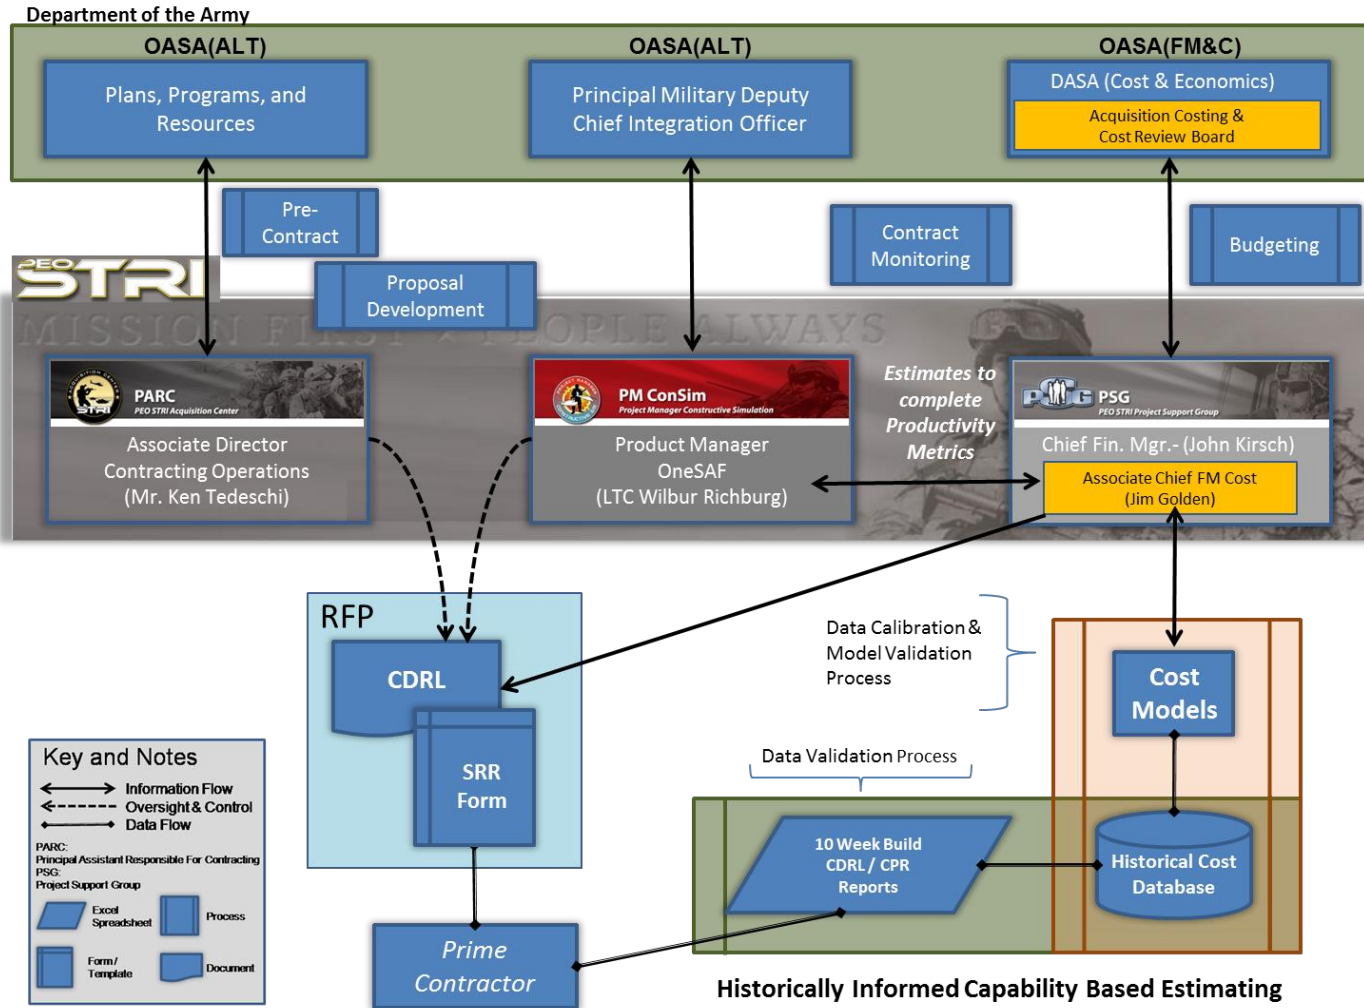 Department of the Army
OASA(ALT)
OASA(ALT)
OASA(FM&C)
Plans, Programs, and
Resources
Principal Military Deputy
Chief Integration Officer
DASA (Cost & Economics)
Acquisition Costing &
Cost Review Board
Pre-
Contract
Proposal
Development
Contract
Monitoring
Budgeting
PEO
STRI
MISSION FIRST • PEOPLE ALWAYS
STRI
PARC
PEO STRI Acquisition Center
Associate Director
Contracting Operations
(Mr. Ken Tedeschi)
PM ConSim
Project Manager Constructive Simulation
Product Manager
OneSAF
(LTC Wilbur Richburg)
Estimates to
complete
Productivity
Metrics
PSG
PSG
PEO STRI Project Support Group
Chief Fin. Mgr.- (John Kirsch)
Associate Chief FM Cost
(Jim Golden)
RFP
CDRL
SRR
Form
Data Calibration &
Model Validation
Process
Cost
Models
Data Validation Process
10 Week Build
CDRL / CPR
Reports
Historical Cost
Database
Prime
Contractor
Historically Informed Capability Based Estimating
Key and Notes
Information Flow
Oversight & Control
Data Flow
PARC:
Principal Assistant Responsible For Contracting
PSG:
Project Support Group
Excel
Spreadsheet
Process
Form /
Template
Document